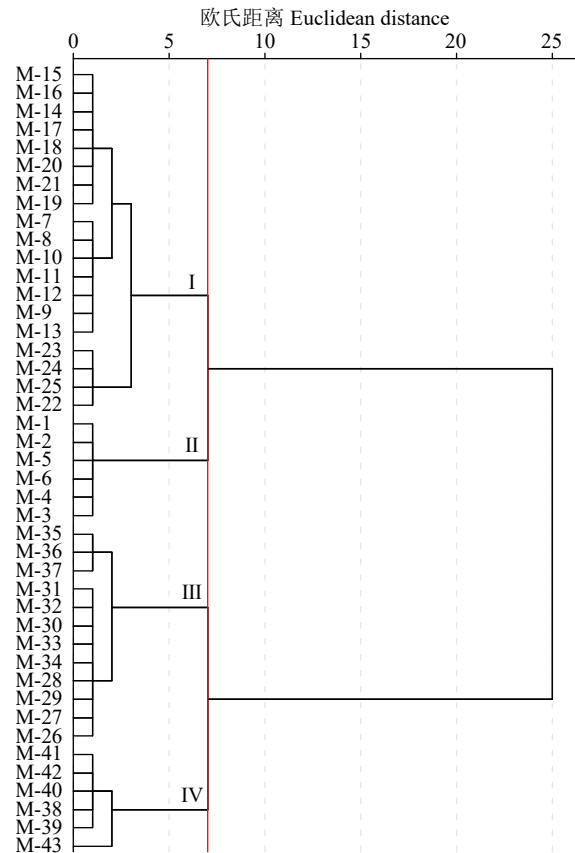 欧氏距离 Euclidean distance
0 5 10 15 20 25
M-15
M-16
M-14
M-17
M-18
M-20
M-21
M-19
M-7
M-8
M-10
M-11
I
M-12
M-9
M-13
M-23
M-24
M-25
M-22
M-1
M-2
II
M-5
M-6
M-4
M-3
M-35
M-36
M-37
M-31
III
M-32
M-30
M-33
M-34
M-28
M-29
M-27
M-26
M-41
M-42
M-40
IV
M-38
M-39
M-43